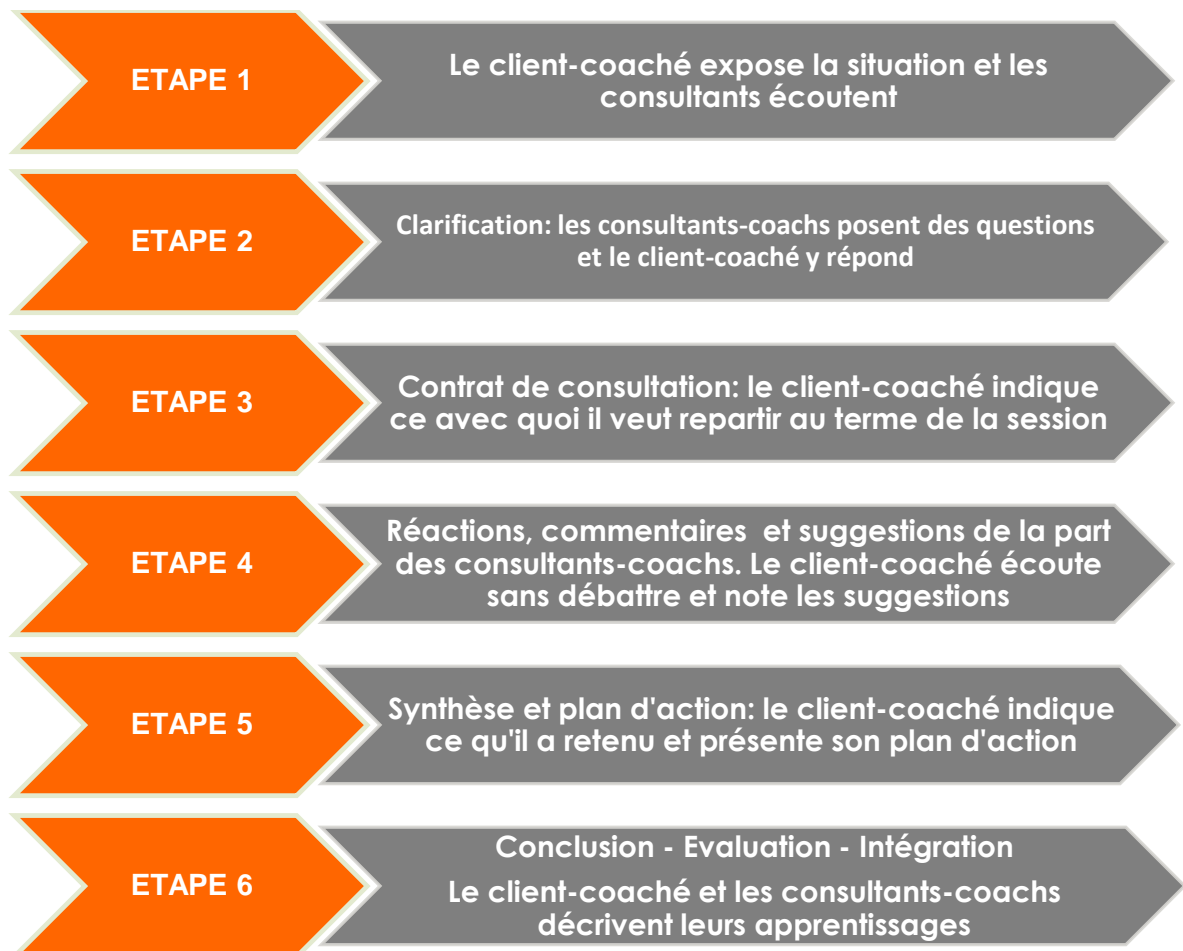 ETAPE 1
Le client-coaché expose la situation et les
consultants écoutent
ETAPE 2
Clarification: les consultants-coachs posent des questions
et le client-coaché y répond
ETAPE 3
Contrat de consultation: le client-coaché indique
ce avec quoi il veut repartir au terme de la session
ETAPE 4
Réactions, commentaires et suggestions de la part
des consultants-coachs. Le client-coaché écoute
sans débattre et note les suggestions
ETAPE 5
Synthèse et plan d'action: le client-coaché indique
ce qu'il a retenu et présente son plan d'action
ETAPE 6
Conclusion - Evaluation - Intégration
Le client-coaché et les consultants-coachs
décrivent leurs apprentissages